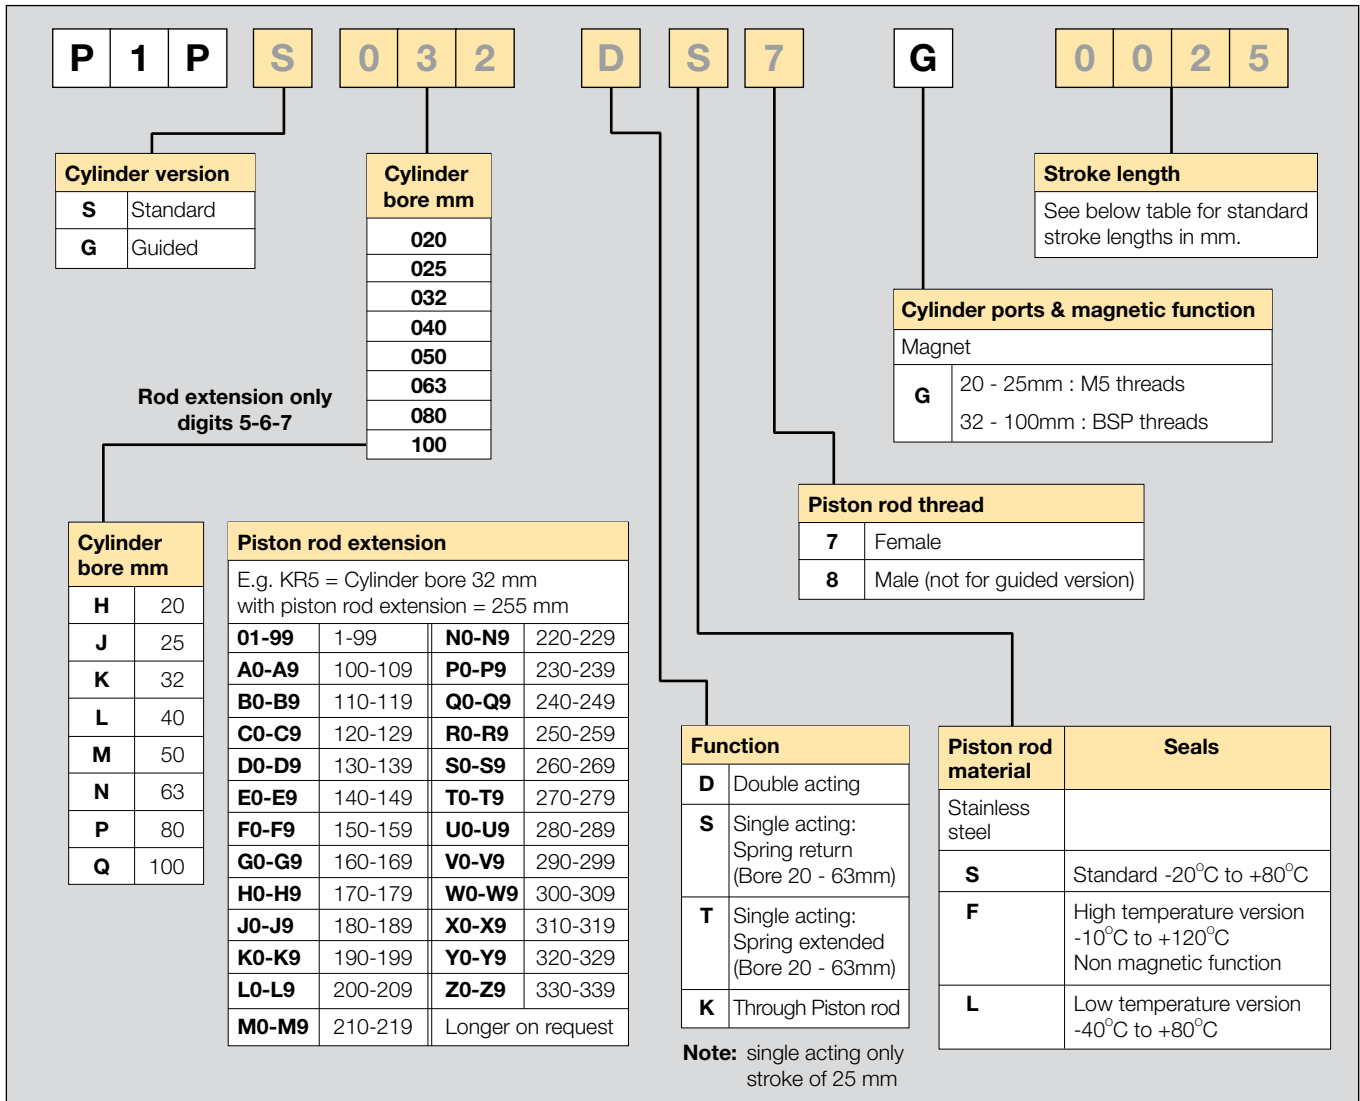 P 1 P S 0 3 2 D S 7 G 0 0 2 5
Cylinder version
S Standard
G Guided
Cylinder
bore mm
020
025
032
040
050
063
080
100
Stroke length
See below table for standard
stroke lengths in mm.
Cylinder ports & magnetic function
Magnet
G 20 - 25mm : M5 threads
32 - 100mm : BSP threads
Rod extension only
digits 5-6-7
Piston rod thread
7 Female
8 Male (not for guided version)
Cylinder
bore mm
H 20
J 25
K 32
L 40
M 50
N 63
P 80
Q 100
Piston rod extension
E.g. KR5 = Cylinder bore 32 mm
with piston rod extension = 255 mm
01-99 1-99 N0-N9 220-229
A0-A9 100-109 P0-P9 230-239
B0-B9 110-119 Q0-Q9 240-249
C0-C9 120-129 R0-R9 250-259
D0-D9 130-139 S0-S9 260-269
E0-E9 140-149 T0-T9 270-279
F0-F9 150-159 U0-U9 280-289
G0-G9 160-169 V0-V9 290-299
H0-H9 170-179 W0-W9 300-309
J0-J9 180-189 X0-X9 310-319
K0-K9 190-199 Y0-Y9 320-329
L0-L9 200-209 Z0-Z9 330-339
M0-M9 210-219 Longer on request
Function
D Double acting
S Single acting:
Spring return
(Bore 20 - 63mm)
T Single acting:
Spring extended
(Bore 20 - 63mm)
K Through Piston rod
Note: single acting only
stroke of 25 mm
Piston rod Seals
material
Stainless
steel
S Standard -20°C to +80°C
F High temperature version
-10°C to +120°C
Non magnetic function
L Low temperature version
-40°C to +80°C